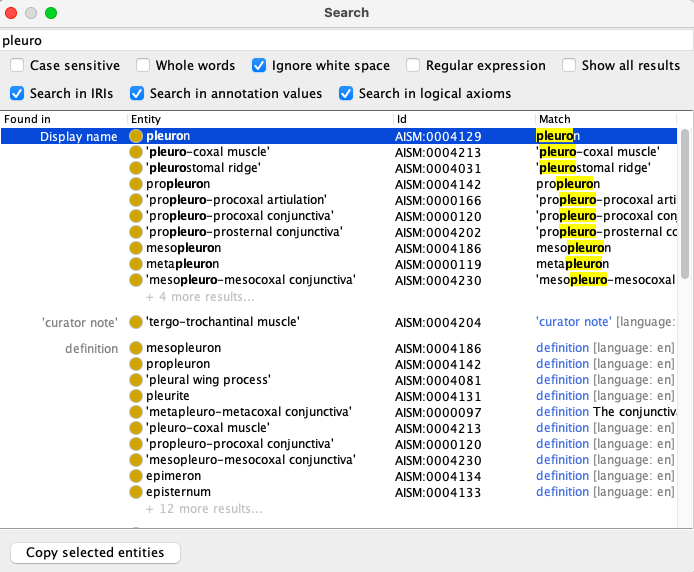 Search
pleuro
Case sensitive Whole words Ignore white space Regular expression Show all results
Search in IRIs Search in annotation values Search in logical axioms
Found in Entity Id Match
Display name pleuron AISM:0004129 pleuron
'pleuro-coxal muscle' AISM:0004213 'pleuro-coxal muscle'
'pleurostomal ridge' AISM:0004031 'pleurostomal ridge'
propleuron AISM:0004142 propleuron
'propleuro-procoxal artiulation' AISM:0000166 'propleuro-procoxal arti
'propleuro-procoxal conjunctiva' AISM:0000120 'propleuro-procoxal con
'propleuro-prosternal conjunctiva' AISM:0004202 'propleuro-prosternal co
mesopleuron AISM:0004186 mesopleuron
metapleuron AISM:0000119 metapleuron
'mesopleuro-mesocoxal conjunctiva' AISM:0004230 'mesopleuro-mesocoxal
+ 4 more results...
'curator note' 'tergo-trochantinal muscle' AISM:0004204 'curator note' [language:
definition mesopleuron AISM:0004186 definition [language: en]
propleuron AISM:0004142 definition [language: en]
'pleural wing process' AISM:0004081 definition [language: en]
pleurite AISM:0004131 definition [language: en]
'metapleuro-metacoxal conjunctiva' AISM:0000097 definition The conjunctiva
'pleuro-coxal muscle' AISM:0004213 definition [language: en]
'propleuro-procoxal conjunctiva' AISM:0000120 definition [language: en]
'mesopleuro-mesocoxal conjunctiva' AISM:0004230 definition [language: en]
epimeron AISM:0004134 definition [language: en]
episternum AISM:0004133 definition [language: en]
+ 12 more results...
Copy selected entities